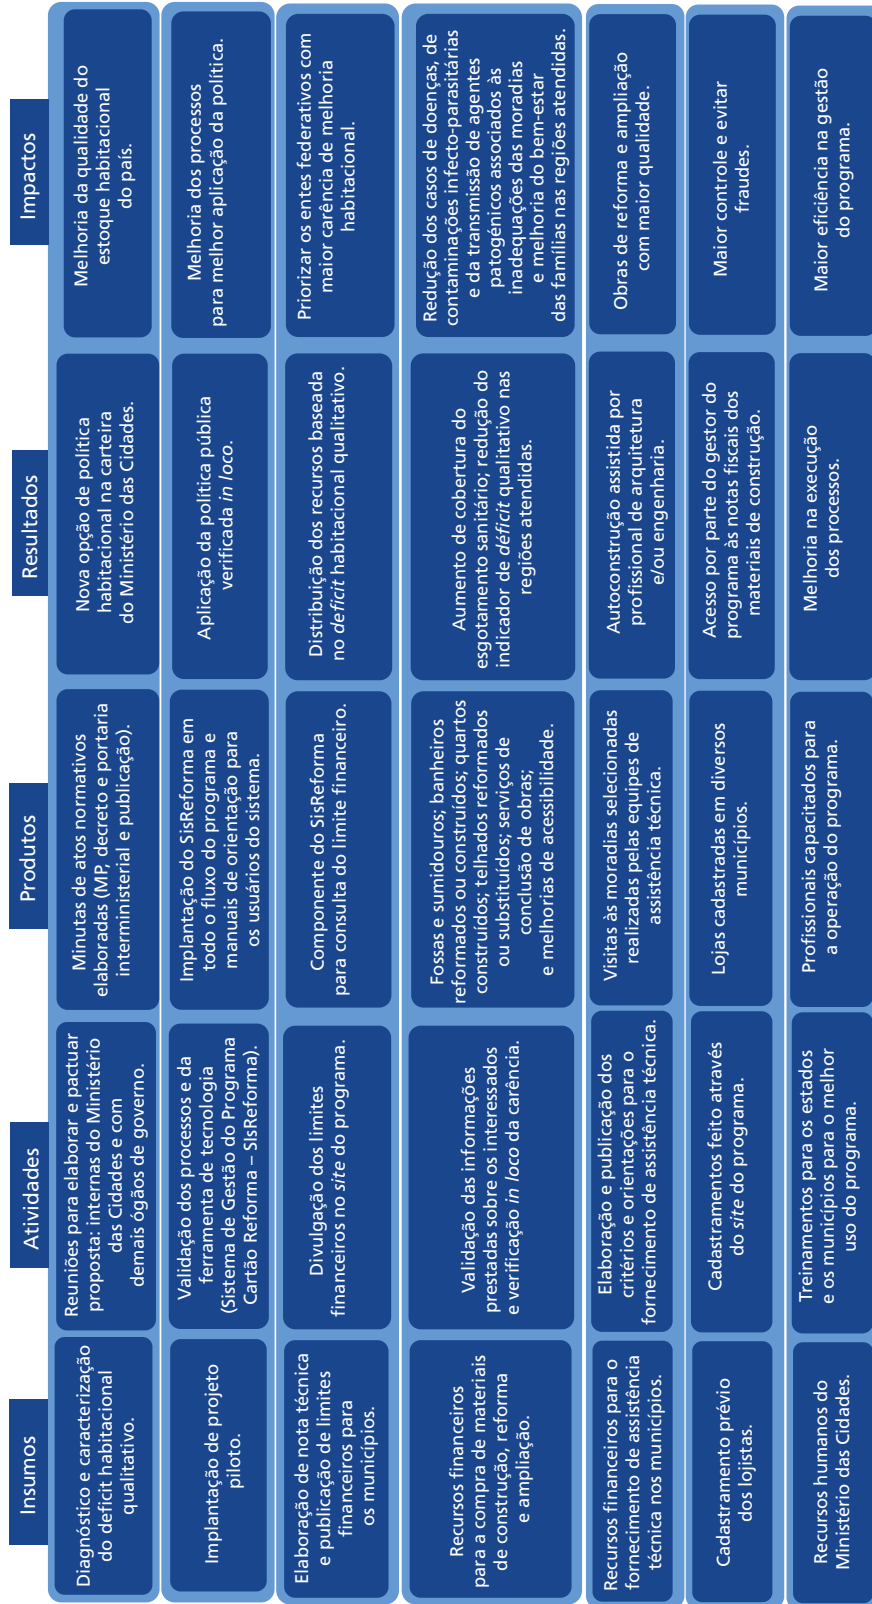 Insumos
Atividades
Produtos
Resultados
Impactos
Diagnóstico e caracterização
do deficit habitacional
qualitativo.
Reuniões para elaborar e pactuar
proposta: internas do Ministério
das Cidades e com
demais ógãos de governo.
Minutas de atos normativos
elaboradas (MP, decreto e portaria
interministerial e publicação).
Nova opção de política
habitacional na carteira
do Ministério das Cidades.
Melhoria da qualidade do
estoque habitacional
do país.
Implantação de projeto
piloto.
Validação dos processos e da
ferramenta de tecnologia
(Sistema de Gestão do Programa
Cartão Reforma – SisReforma).
Implantação do SisReforma em
todo o fluxo do programa e
manuais de orientação para
os usuários do sistema.
Aplicação da política pública
verificada in loco.
Melhoria dos processos
para melhor aplicação da política.
Elaboração de nota técnica
e publicação de limites
financeiros para
os municípios.
Divulgação dos limites
financeiros no site do programa.
Componente do SisReforma
para consulta do limite financeiro.
Distribuição dos recursos baseada
no deficit habitacional qualitativo.
Priorizar os entes federativos com
maior carência de melhoria
habitacional.
Recursos financeiros
para a compra de materiais
de construção, reforma
e ampliação.
Validação das informações
prestadas sobre os interessados
e verificação in loco da carência.
Fossas e sumidouros; banheiros
reformados ou construídos; quartos
construídos; telhados reformados
ou substituídos; serviços de
conclusão de obras;
e melhorias de acessibilidade.
Aumento de cobertura do
esgotamento sanitário; redução do
indicador de déficit qualitativo nas
regiões atendidas.
Redução dos casos de doenças, de
contaminações infecto-parasitárias
e da transmissão de agentes
patogênicos associados às
inadequações das moradias
e melhoria do bem-estar
das famílias nas regiões atendidas.
Recursos financeiros para o
fornecimento de assistência
técnica nos municípios.
Elaboração e publicação dos
critérios e orientações para o
fornecimento de assistência técnica.
Visitas às moradias selecionadas
realizadas pelas equipes de
assistência técnica.
Autoconstrução assistida por
profissional de arquitetura
e/ou engenharia.
Obras de reforma e ampliação
com maior qualidade.
Cadastramento prévio
dos lojistas.
Cadastramentos feito através
do site do programa.
Lojas cadastradas em diversos
municípios.
Acesso por parte do gestor do
programa às notas fiscais dos
materiais de construção.
Maior controle e evitar
fraudes.
Recursos humanos do
Ministério das Cidades.
Treinamentos para os estados
e os municípios para o melhor
uso do programa.
Profissionais capacitados para
a operação do programa.
Melhoria na execução
dos processos.
Maior eficiência na gestão
do programa.